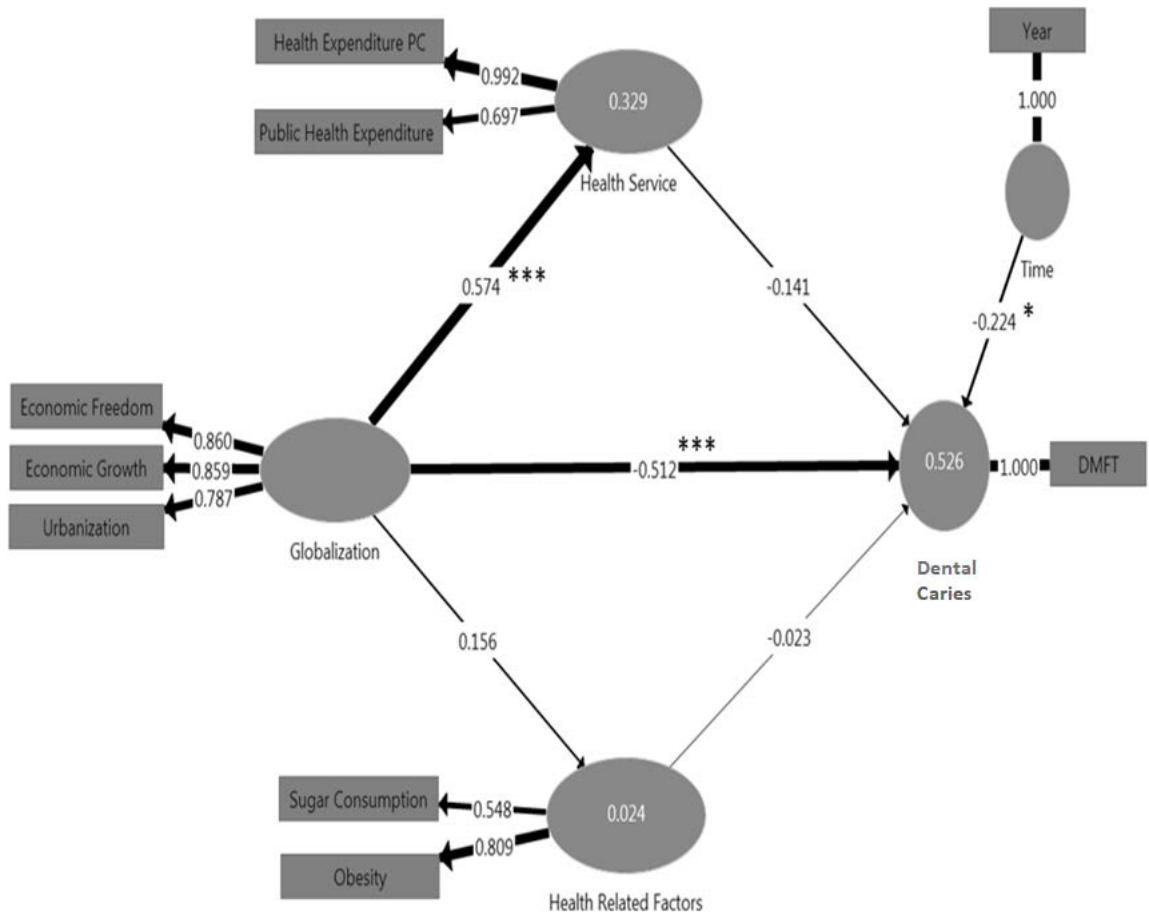 Health Expenditure PC
0.992
Public Health Expenditure
0.697
0.329
Health Service
Year
1.000
Time
-0.224 *
0.574 ***
-0.141
Economic Freedom
0.860
Economic Growth
0.859
Urbanization
0.787
Globalization
***
-0.512
0.526
1.000
DMFT
Dental
Caries
0.156
-0.023
Sugar Consumption
0.548
Obesity
0.809
0.024
Health Related Factors